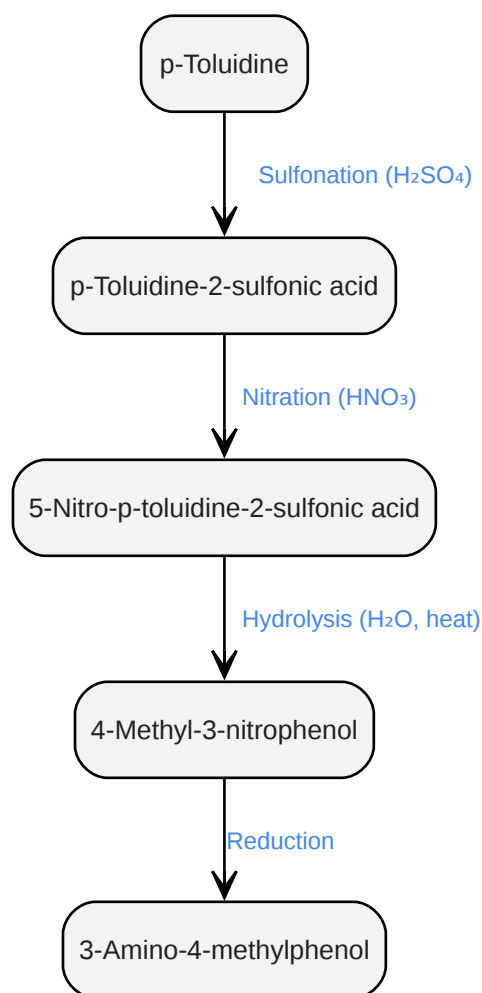 p-Toluidine
Sulfonation (H₂SO₄)
p-Toluidine-2-sulfonic acid
Nitration (HNO₃)
5-Nitro-p-toluidine-2-sulfonic acid
Hydrolysis (H₂O, heat)
4-Methyl-3-nitrophenol
Reduction
3-Amino-4-methylphenol